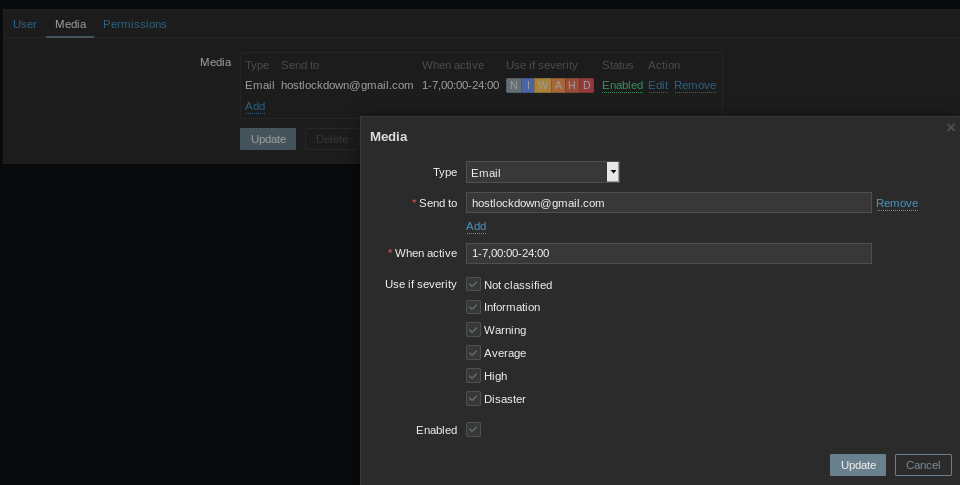 User Media Permissions
Media Type Send to When active Use if severity Status Action
Email hostlockdown@gmail.com 1-7,00:00-24:00 N I W A H D Enabled Edit Remove
Add
Update Delete
Media
Type Email
* Send to hostlockdown@gmail.com Remove
Add
* When active 1-7,00:00-24:00
Use if severity Not classified
Information
Warning
Average
High
Disaster
Enabled
Update Cancel